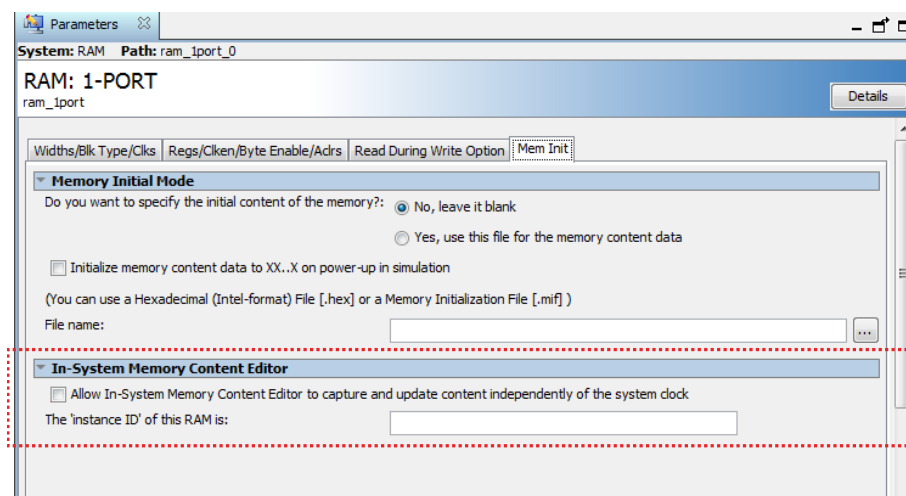 Parameters
System: RAM Path: ram_1port_0
RAM: 1-PORT
ram_1port
Details
Widths/Blk Type/Clks Regs/Clken/Byte Enable/Aclrs Read During Write Option Mem Init
Memory Initial Mode
Do you want to specify the initial content of the memory?: No, leave it blank
Yes, use this file for the memory content data
Initialize memory content data to XX..X on power-up in simulation
(You can use a Hexadecimal (Intel-format) File [.hex] or a Memory Initialization File [.mif] )
File name: ...
In-System Memory Content Editor
Allow In-System Memory Content Editor to capture and update content independently of the system clock
The 'instance ID' of this RAM is: